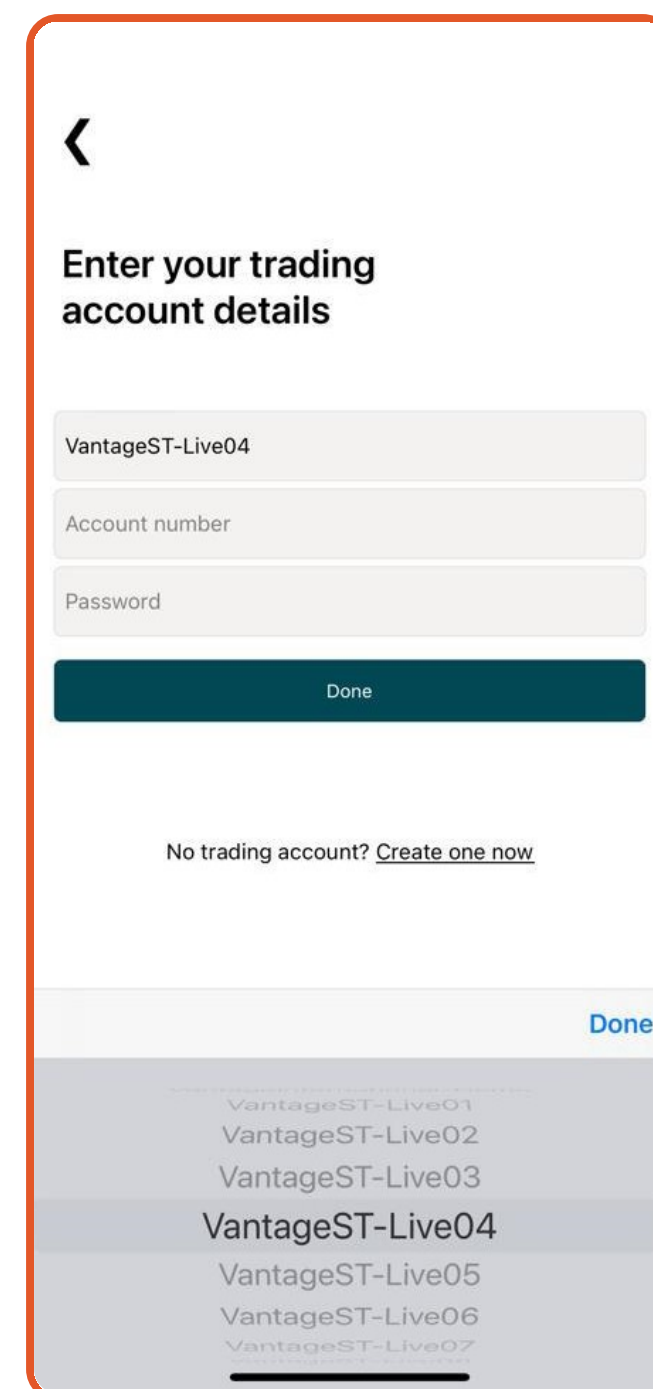 Enter your trading
account details
VantageST-Live04
Account number
Password
Done
No trading account? Create one now
Done
VantageST-Live01
VantageST-Live02
VantageST-Live03
VantageST-Live04
VantageST-Live05
VantageST-Live06
VantageST-Live07